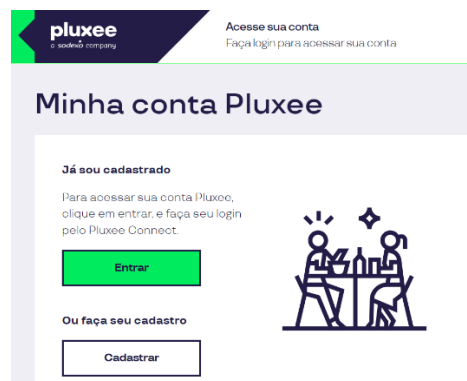 pluxee
a sodexo company
Acesse sua conta
Faça login para acessar sua conta
Minha conta Pluxee
Já sou cadastrado
Para acessar sua conta Pluxee,
clique em entrar, e faça seu login
pelo Pluxee Connect.
Entrar
Ou faça seu cadastro
Cadastrar